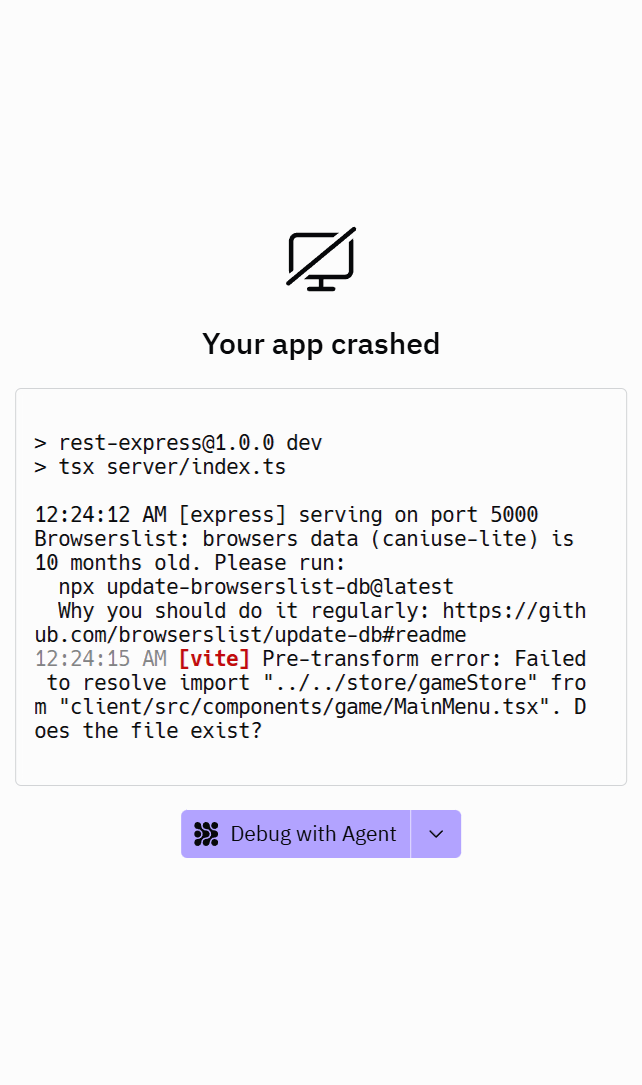 Your app crashed
> rest-express@1.0.0 dev
> tsx server/index.ts
12:24:12 AM [express] serving on port 5000
Browserslist: browsers data (caniuse-lite) is
10 months old. Please run:
  npx update-browserslist-db@latest
  Why you should do it regularly: https://gith
ub.com/browserslist/update-db#readme
12:24:15 AM [vite] Pre-transform error: Failed
 to resolve import "../../store/gameStore" fro
m "client/src/components/game/MainMenu.tsx". D
oes the file exist?
Debug with Agent